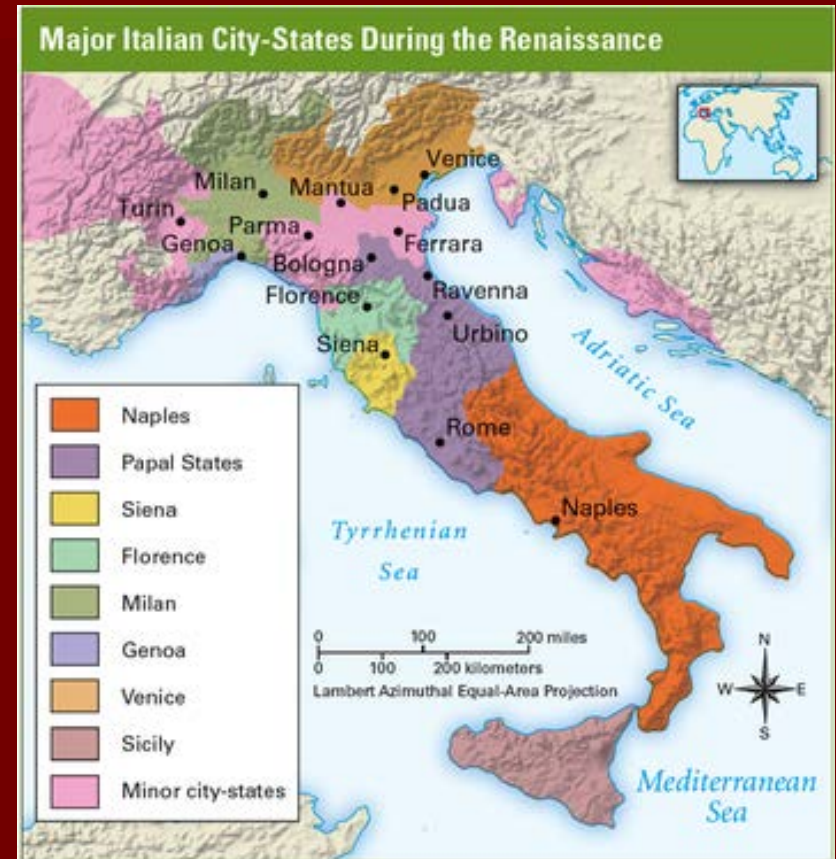 Major Italian City-States During the Renaissance
Venice
Milan
Mantua
Padua
Turin
Parma
Genoa
Ferrara
Bologna
Florence
Ravenna
Urbino
Siena
Adriatic Sea
Rome
Naples
Tyrrhenian
Sea
Naples
Papal States
Siena
Florence
Milan
Genoa
Venice
Sicily
Minor city-states
0 100 200 miles
0 100 200 kilometers
Lambert Azimuthal Equal-Area Projection
N
W E
S
Mediterranean
Sea